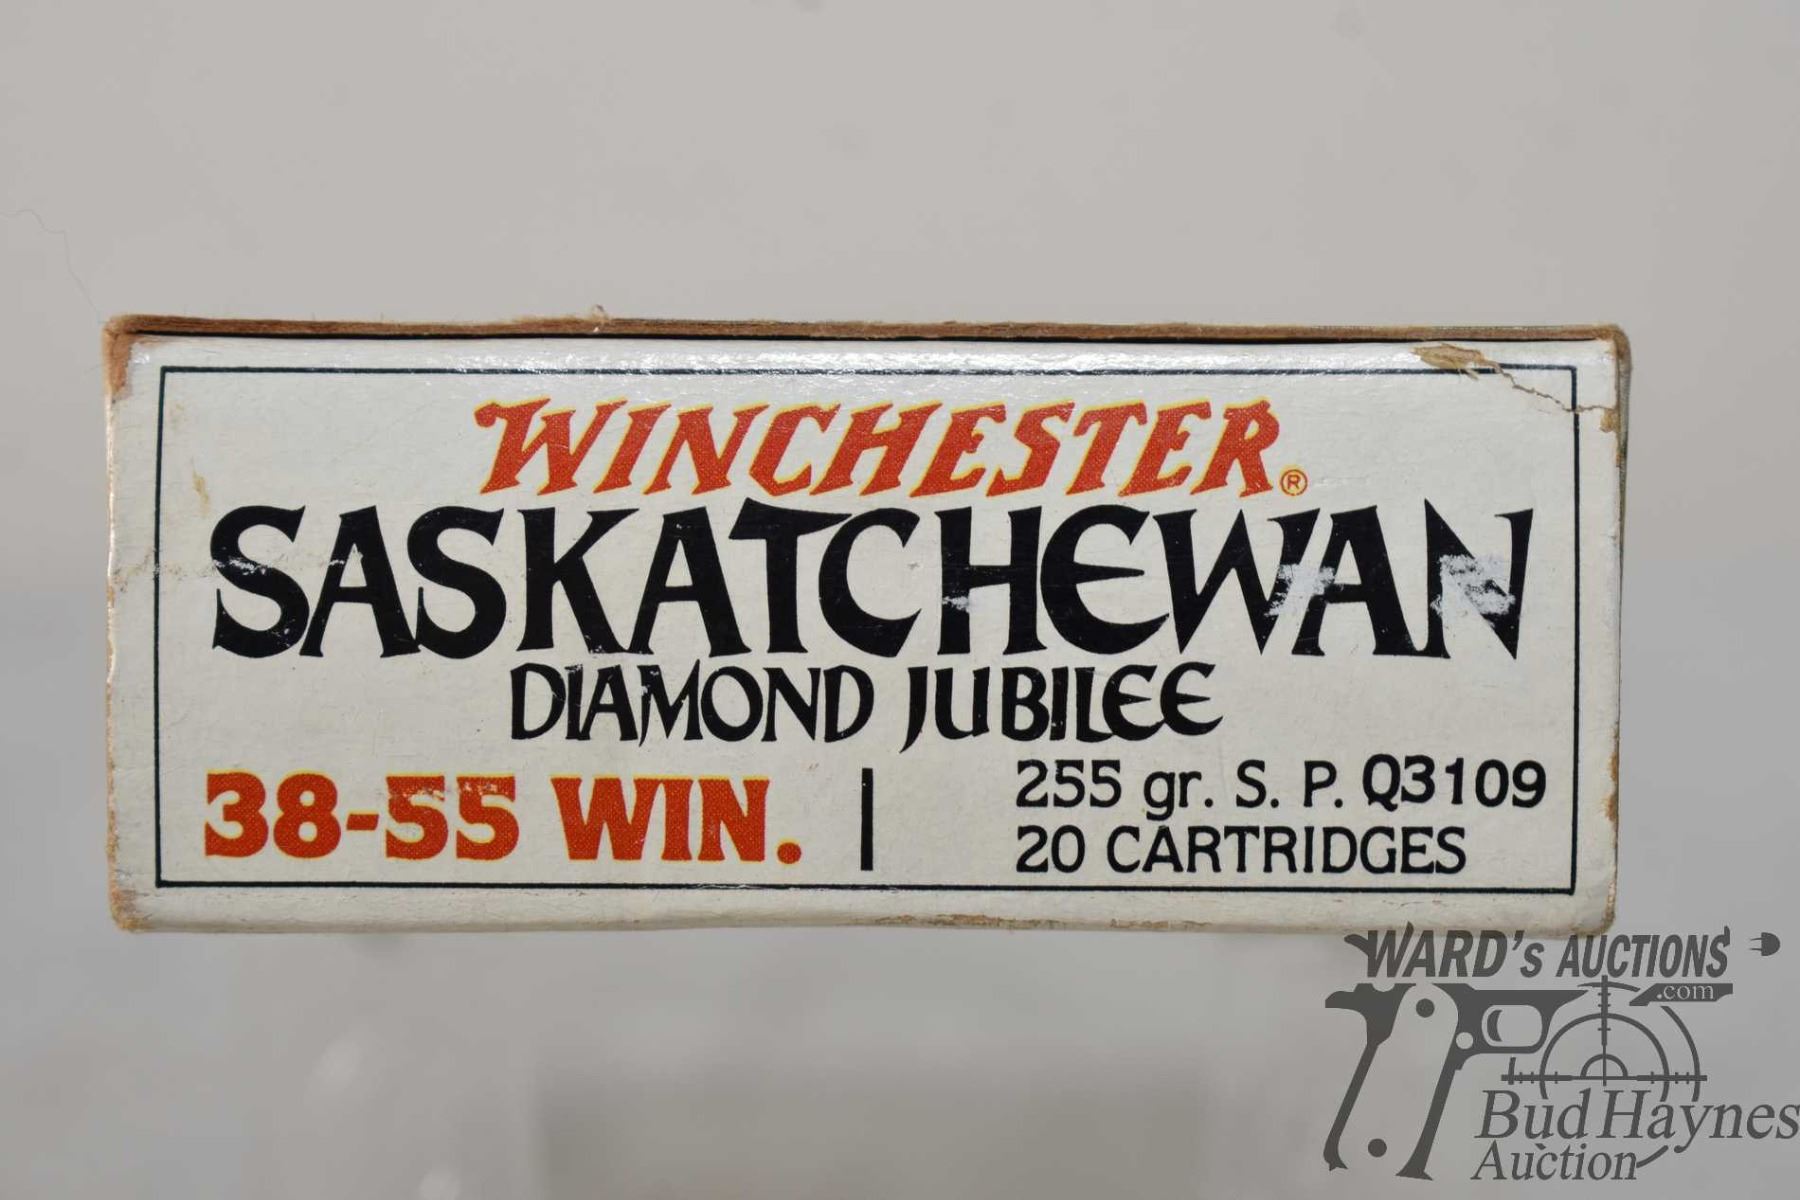 WINCHESTER®
SASKATCHEWAN
DIAMOND JUBILEE
38-55 WIN. | 255 gr. S. P. Q3109
20 CARTRIDGES
WARD'S AUCTIONS
.com
Bud Haynes
Auction